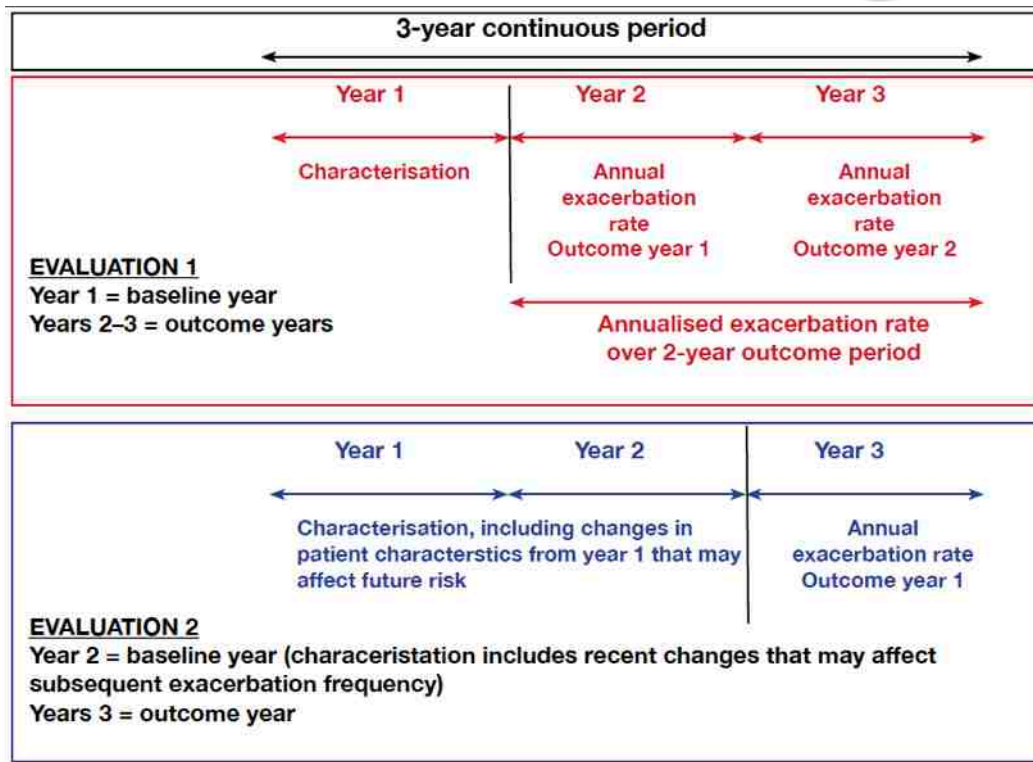 3-year continuous period
Year 1
Year 2
Year 3
Characterisation
Annual
exacerbation
rate
Outcome year 1
Annual
exacerbation
rate
Outcome year 2
EVALUATION 1
Year 1 = baseline year
Years 2–3 = outcome years
Annualised exacerbation rate
over 2-year outcome period
Year 1
Year 2
Year 3
Characterisation, including changes in
patient characterstics from year 1 that may
affect future risk
Annual
exacerbation rate
Outcome year 1
EVALUATION 2
Year 2 = baseline year (characeristation includes recent changes that may affect
subsequent exacerbation frequency)
Years 3 = outcome year